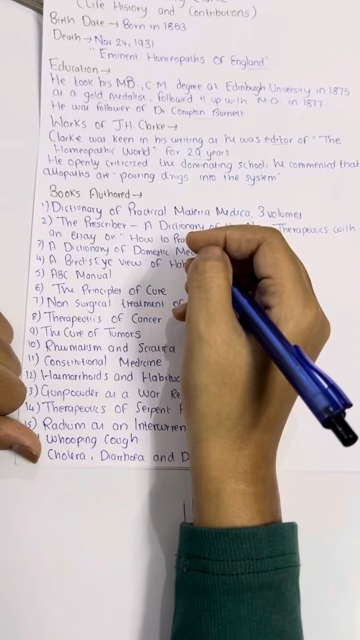 (Life History and Contributions)
Birth Date → Born in 1853
Death → Nov 24, 1931
"Eminent Homeopaths of England"
Education →
He took his MB, C.M degree at Edinburgh University in 1875
as a gold medalist, followed it up with M.D. in 1877
He was follower of Dr Compton Burnett
Works of JH Clarke →
Clarke was keen in his writing as he was editor of "The
Homeopathic World" for 29 years
He openly criticized the dominating school, he commented that
allopaths are "pouring drugs into the system"
Books Authored →
1) Dictionary of Practical Materia Medica, 3 volumes
2) The Prescriber - A Dictionary of the New Therapeutics with
an Essay on "How to
3) A Dictionary of Domestic
4) A Bird's Eye view of
5) ABC Manual
6) The Principles of Cure
7) Non Surgical treatment of
8) Therapeutics of Cancer
9) The Cure of Tumors
10) Rheumatism and Sciatica
11) Constitutional Medicine
12) Haemorrhoids and
13) Gunpowder as a War
14) Therapeutics of Serpent
15) Radium as an
Whooping Cough
Cholera, Diarrhoea and